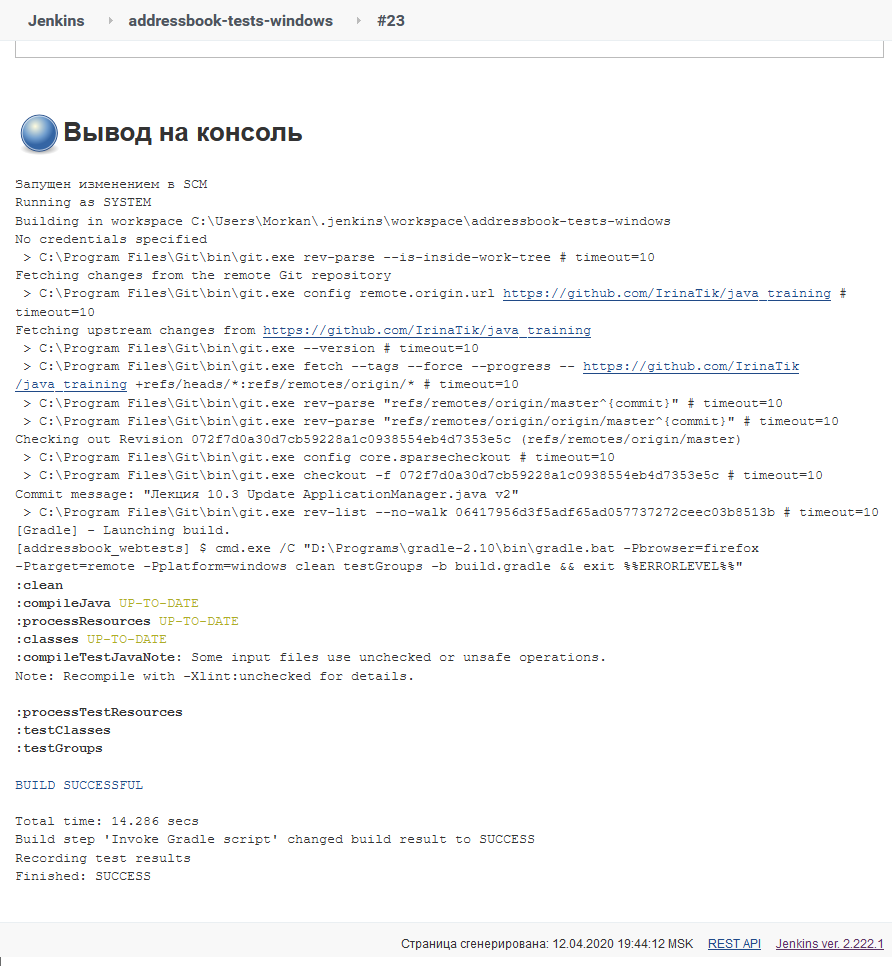 Jenkins addressbook-tests-windows #23
Вывод на консоль
Запущен изменением в SCM
Running as SYSTEM
Building in workspace C:\Users\Morkan\.jenkins\workspace\addressbook-tests-windows
No credentials specified
> C:\Program Files\Git\bin\git.exe rev-parse --is-inside-work-tree # timeout=10
Fetching changes from the remote Git repository
> C:\Program Files\Git\bin\git.exe config remote.origin.url https://github.com/IrinaTik/java_training #
timeout=10
Fetching upstream changes from https://github.com/IrinaTik/java_training
> C:\Program Files\Git\bin\git.exe --version # timeout=10
> C:\Program Files\Git\bin\git.exe fetch --tags --force --progress -- https://github.com/IrinaTik
/java_training +refs/heads/*:refs/remotes/origin/* # timeout=10
> C:\Program Files\Git\bin\git.exe rev-parse "refs/remotes/origin/master^{commit}" # timeout=10
> C:\Program Files\Git\bin\git.exe rev-parse "refs/remotes/origin/origin/master^{commit}" # timeout=10
Checking out Revision 072f7d0a30d7cb59228a1c0938554eb4d7353e5c (refs/remotes/origin/master)
> C:\Program Files\Git\bin\git.exe config core.sparsecheckout # timeout=10
> C:\Program Files\Git\bin\git.exe checkout -f 072f7d0a30d7cb59228a1c0938554eb4d7353e5c # timeout=10
Commit message: "Лекция 10.3 Update ApplicationManager.java v2"
> C:\Program Files\Git\bin\git.exe rev-list --no-walk 06417956d3f5adf65ad057737272ceec03b8513b # timeout=10
[Gradle] - Launching build.
[addressbook_webtests] $ cmd.exe /C "D:\Programs\gradle-2.10\bin\gradle.bat -Pbrowser=firefox
-Ptarget=remote -Pplatform=windows clean testGroups -b build.gradle && exit %%ERRORLEVEL%%"
:clean
:compileJava UP-TO-DATE
:processResources UP-TO-DATE
:classes UP-TO-DATE
:compileTestJavaNote: Some input files use unchecked or unsafe operations.
Note: Recompile with -Xlint:unchecked for details.
:processTestResources
:testClasses
:testGroups
BUILD SUCCESSFUL
Total time: 14.286 secs
Build step 'Invoke Gradle script' changed build result to SUCCESS
Recording test results
Finished: SUCCESS
Страница сгенерирована: 12.04.2020 19:44:12 MSK REST API Jenkins ver. 2.222.1